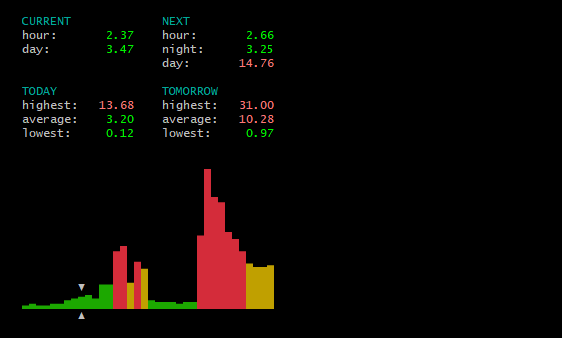 CURRENT
hour: 2.37
day: 3.47
NEXT
hour: 2.66
night: 3.25
day: 14.76
TODAY
highest: 13.68
average: 3.20
lowest: 0.12
TOMORROW
highest: 31.00
average: 10.28
lowest: 0.97